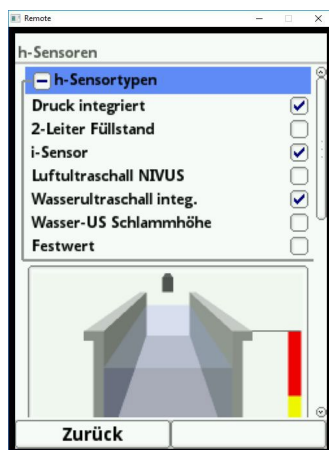 Remote
h-Sensoren
h-Sensortypen
Druck integriert
2-Leiter Füllstand
i-Sensor
Luftultraschall NIVUS
Wasserultraschall integ.
Wasser-US Schlammhöhe
Festwert
Zurück